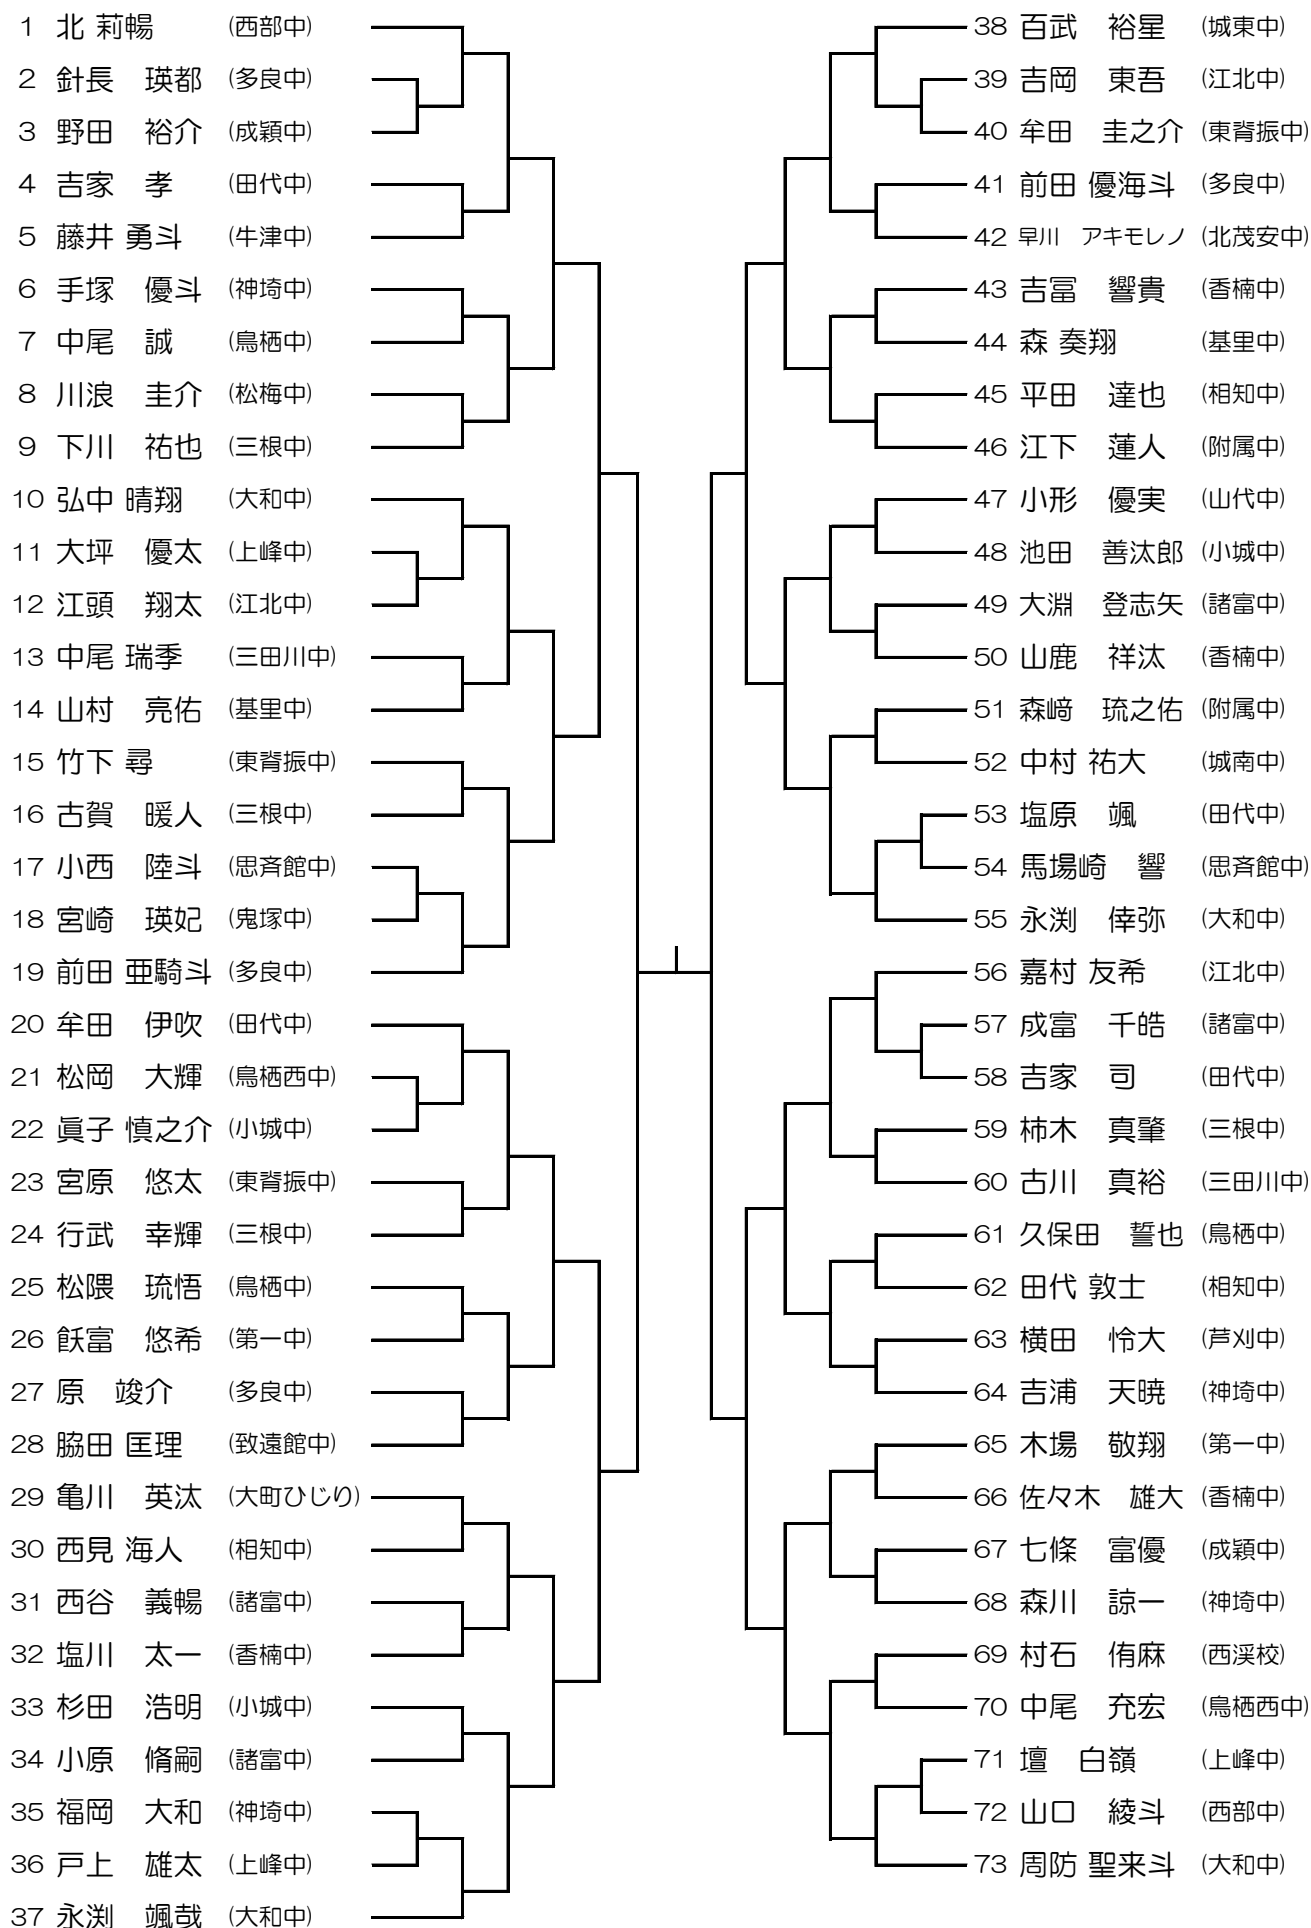 1 北 莉暢 (西部中)
2 針長 瑛都 (多良中)
3 野田 裕介 (成穎中)
4 吉家 孝 (田代中)
5 藤井 勇斗 (牛津中)
6 手塚 優斗 (神埼中)
7 中尾 誠 (鳥栖中)
8 川浪 圭介 (松梅中)
9 下川 祐也 (三根中)
10 弘中 晴翔 (大和中)
11 大坪 優太 (上峰中)
12 江頭 翔太 (江北中)
13 中尾 瑞季 (三田川中)
14 山村 亮佑 (基里中)
15 竹下 尋 (東脊振中)
16 古賀 暖人 (三根中)
17 小西 陸斗 (思斉館中)
18 宮崎 瑛妃 (鬼塚中)
19 前田 亜騎斗 (多良中)
20 牟田 伊吹 (田代中)
21 松岡 大輝 (鳥栖西中)
22 眞子 慎之介 (小城中)
23 宮原 悠太 (東脊振中)
24 行武 幸輝 (三根中)
25 松隈 琉悟 (鳥栖中)
26 飫富 悠希 (第一中)
27 原 竣介 (多良中)
28 脇田 匡理 (致遠館中)
29 亀川 英汰 (大町ひじり)
30 西見 海人 (相知中)
31 西谷 義暢 (諸富中)
32 塩川 太一 (香楠中)
33 杉田 浩明 (小城中)
34 小原 脩嗣 (諸富中)
35 福岡 大和 (神埼中)
36 戸上 雄太 (上峰中)
37 永渕 颯哉 (大和中)
38 百武 裕星 (城東中)
39 吉岡 東吾 (江北中)
40 牟田 圭之介 (東脊振中)
41 前田 優海斗 (多良中)
42 早川 アキモレノ (北茂安中)
43 吉冨 響貴 (香楠中)
44 森 奏翔 (基里中)
45 平田 達也 (相知中)
46 江下 蓮人 (附属中)
47 小形 優実 (山代中)
48 池田 善汰郎 (小城中)
49 大淵 登志矢 (諸富中)
50 山鹿 祥汰 (香楠中)
51 森﨑 琉之佑 (附属中)
52 中村 祐大 (城南中)
53 塩原 颯 (田代中)
54 馬場崎 響 (思斉館中)
55 永渕 倖弥 (大和中)
56 嘉村 友希 (江北中)
57 成富 千皓 (諸富中)
58 吉家 司 (田代中)
59 柿木 真肇 (三根中)
60 古川 真裕 (三田川中)
61 久保田 誓也 (鳥栖中)
62 田代 敦士 (相知中)
63 横田 怜大 (芦刈中)
64 吉浦 天暁 (神埼中)
65 木場 敬翔 (第一中)
66 佐々木 雄大 (香楠中)
67 七條 富優 (成穎中)
68 森川 諒一 (神埼中)
69 村石 侑麻 (西渓校)
70 中尾 充宏 (鳥栖西中)
71 壇 白嶺 (上峰中)
72 山口 綾斗 (西部中)
73 周防 聖来斗 (大和中)